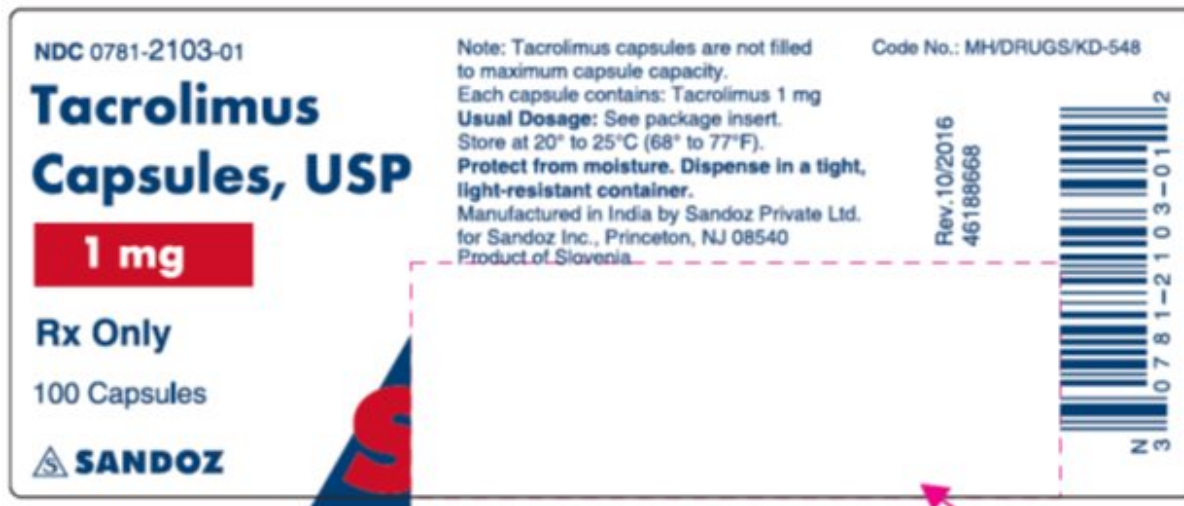 NDC 0781-2103-01
Tacrolimus
Capsules, USP
1 mg
Rx Only
100 Capsules
S SANDOZ
S
Note: Tacrolimus capsules are not filled
to maximum capsule capacity.
Each capsule contains: Tacrolimus 1 mg
Usual Dosage: See package insert.
Store at 20° to 25°C (68° to 77°F).
Protect from moisture. Dispense in a tight,
light-resistant container.
Manufactured in India by Sandoz Private Ltd.
for Sandoz Inc., Princeton, NJ 08540
Product of Slovenia
Code No.: MH/DRUGS/KD-548
Rev.10/2016
46188668
N
3 0781-2103-01 2